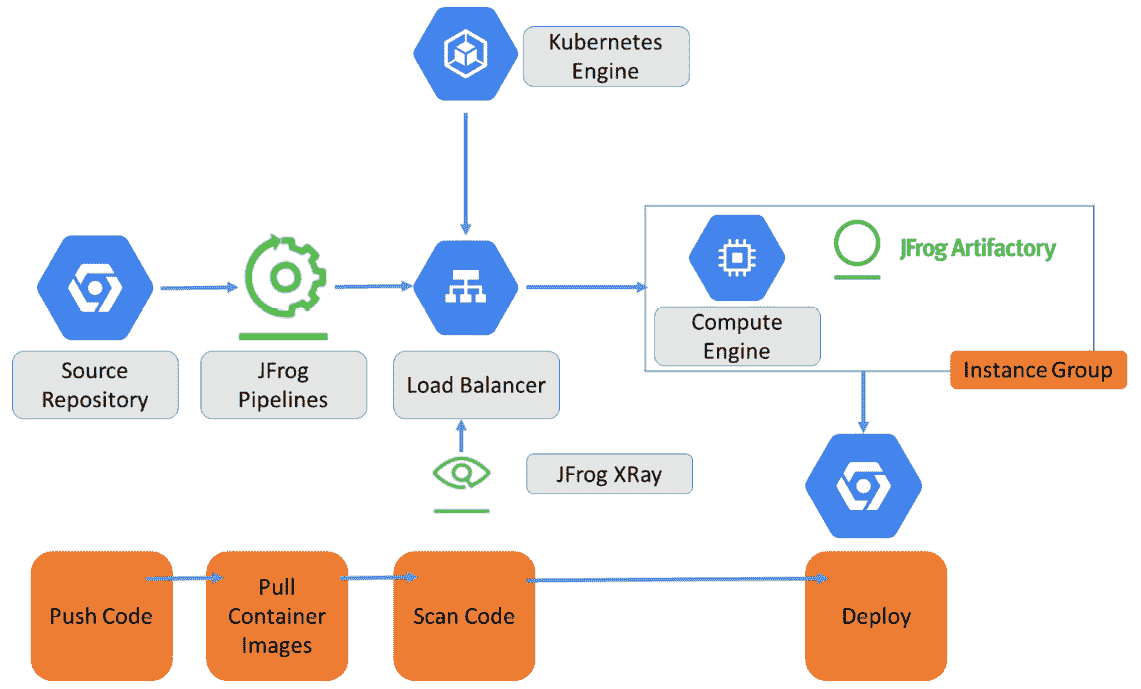 Kubernetes
Engine
JFrog Artifactory
Compute
Engine
Instance Group
Source
Repository
JFrog
Pipelines
Load Balancer
JFrog XRay
Push Code
Pull
Container
Images
Scan Code
Deploy